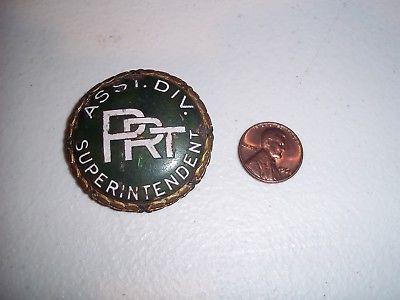 ASST. DIV.
PRT
SUPERINTENDENT